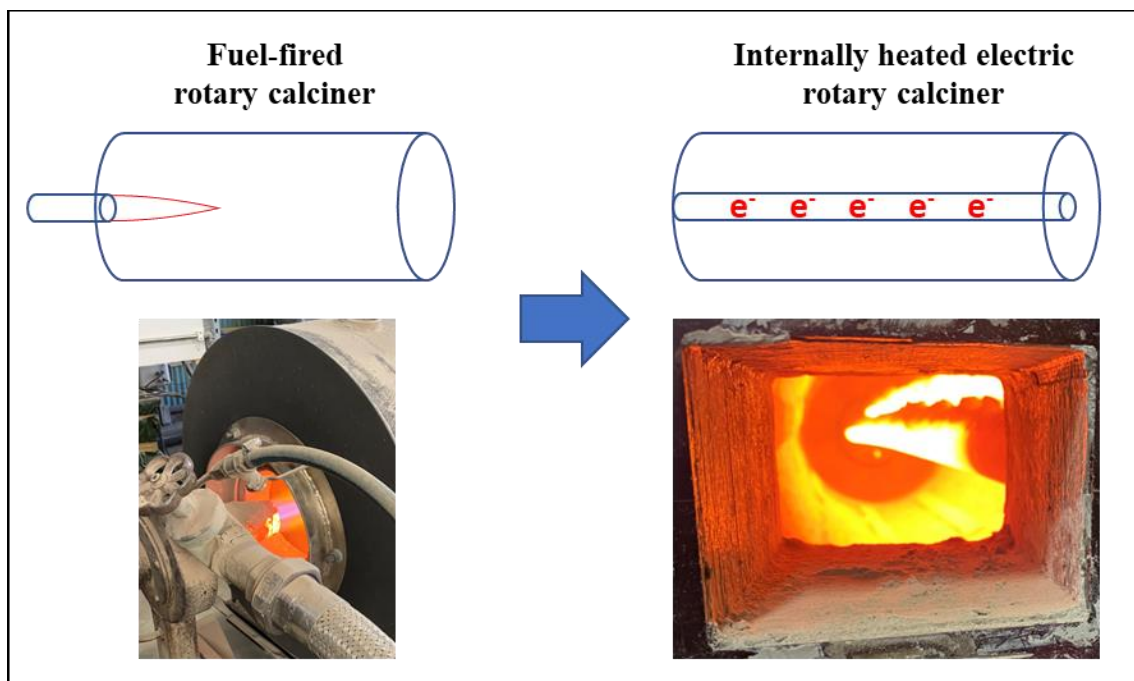 Fuel-fired
rotary calciner
Internally heated electric
rotary calciner
e⁻ e⁻ e⁻ e⁻ e⁻